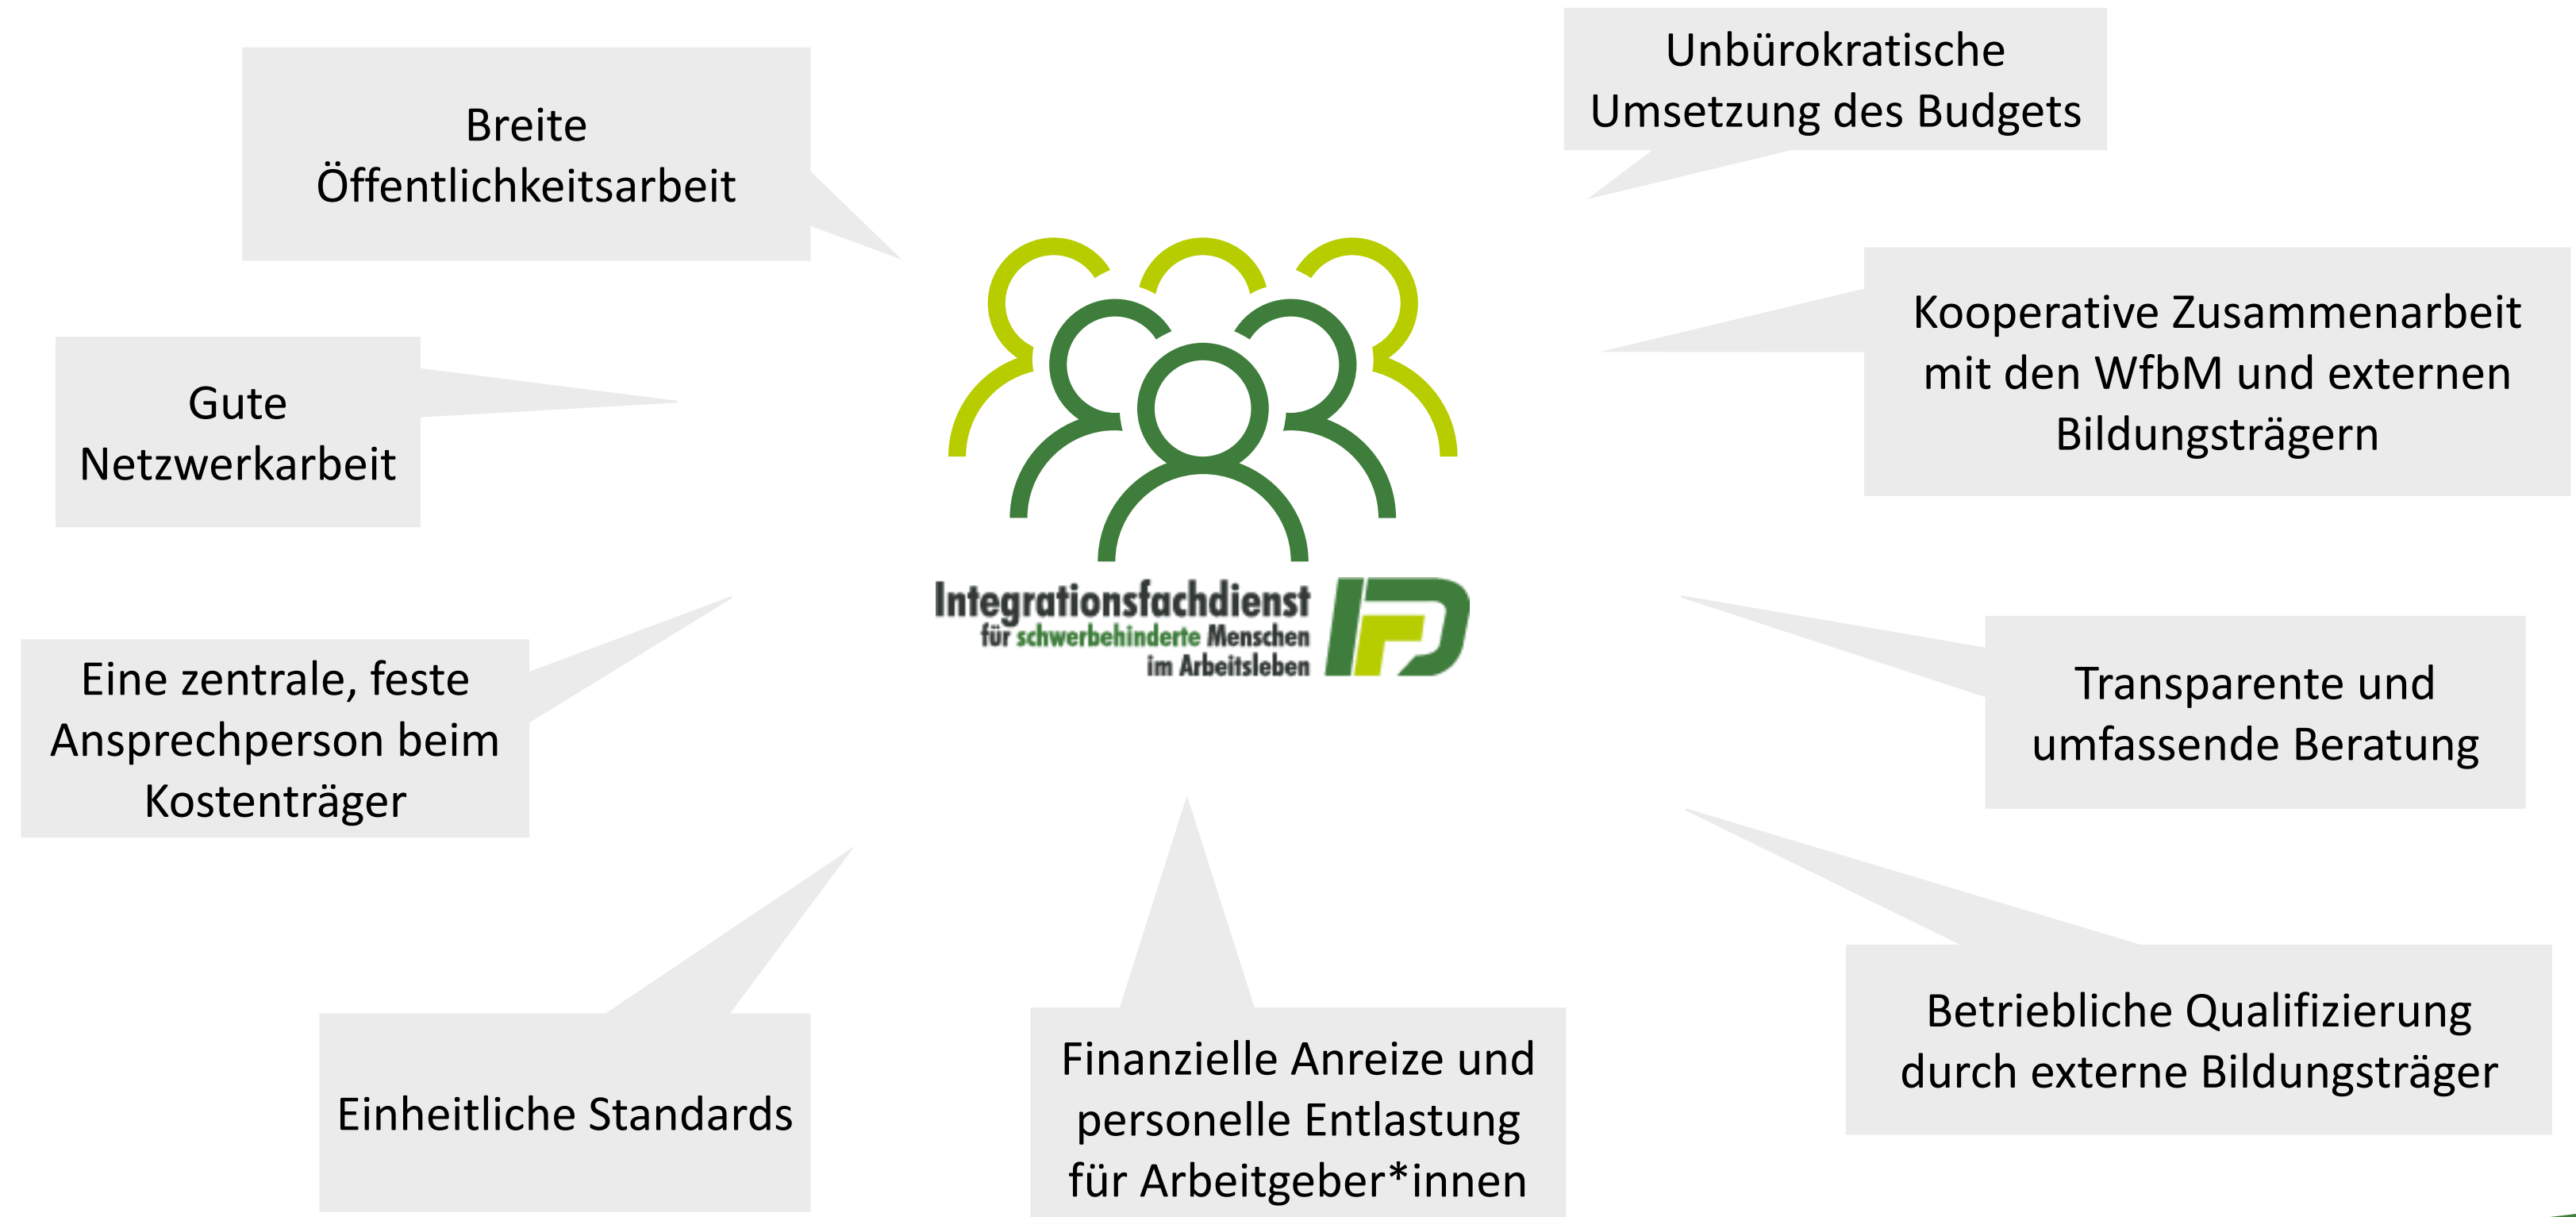 Breite
Öffentlichkeitsarbeit
Unbürokratische
Umsetzung des Budgets
Gute
Netzwerkarbeit
Kooperative Zusammenarbeit
mit den WfbM und externen
Bildungsträgern
Integrationsfachdienst
für schwerbehinderte Menschen
im Arbeitsleben
IFD
Eine zentrale, feste
Ansprechperson beim
Kostenträger
Transparente und
umfassende Beratung
Einheitliche Standards
Finanzielle Anreize und
personelle Entlastung
für Arbeitgeber*innen
Betriebliche Qualifizierung
durch externe Bildungsträger